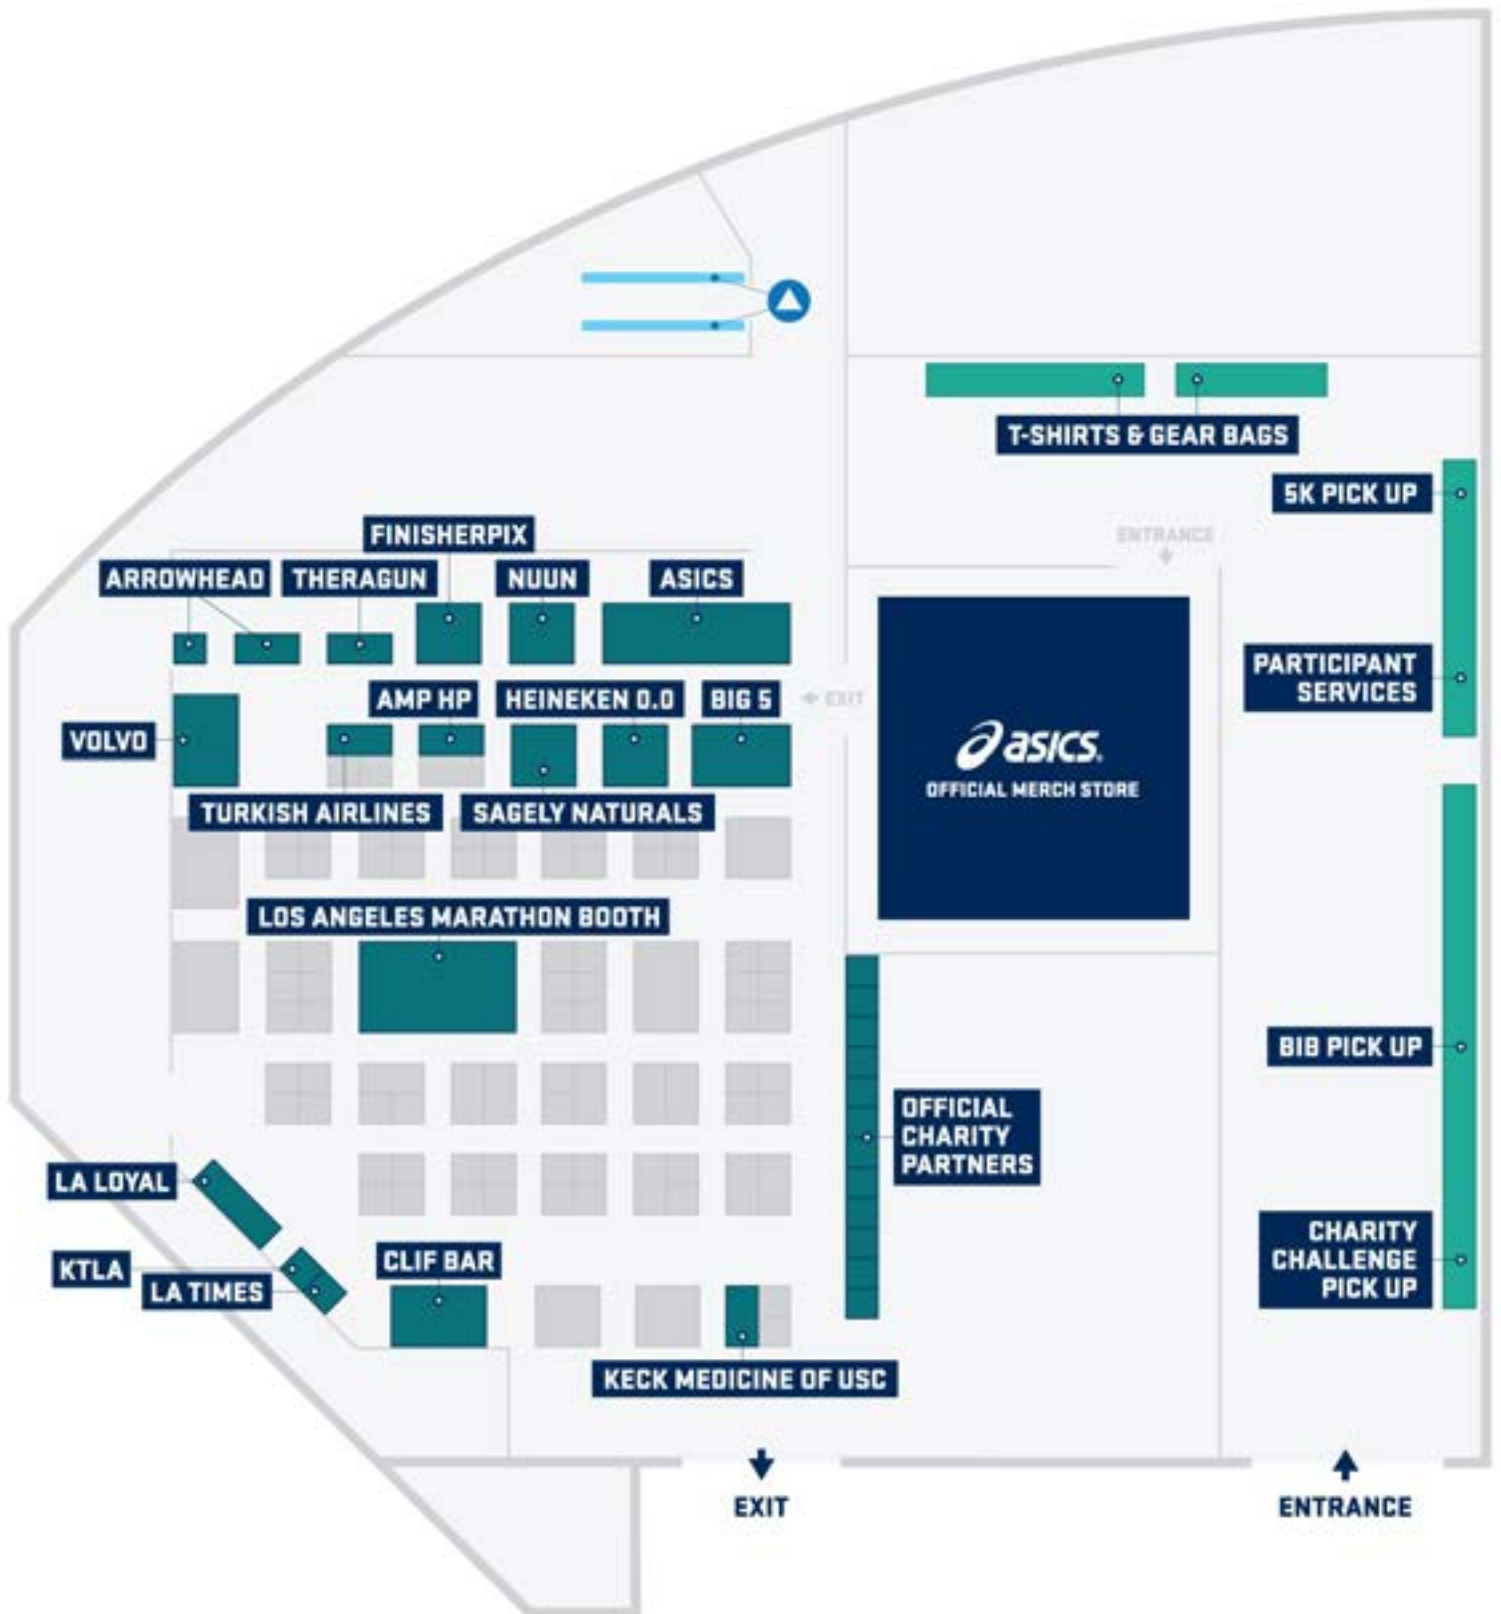 T-SHIRTS & GEAR BAGS
5K PICK UP
FINISHERPIX
ENTRANCE
ARROWHEAD
THERAGUN
NUUN
ASICS
PARTICIPANT
SERVICES
AMP HP
HEINEKEN 0.0
BIG 5
EXIT
VOLVO
asics
OFFICIAL MERCH STORE
TURKISH AIRLINES
SAGELY NATURALS
LOS ANGELES MARATHON BOOTH
BIB PICK UP
OFFICIAL
CHARITY
PARTNERS
LA LOYAL
KTLA
LA TIMES
CLIF BAR
CHARITY
CHALLENGE
PICK UP
KECK MEDICINE OF USC
EXIT
ENTRANCE